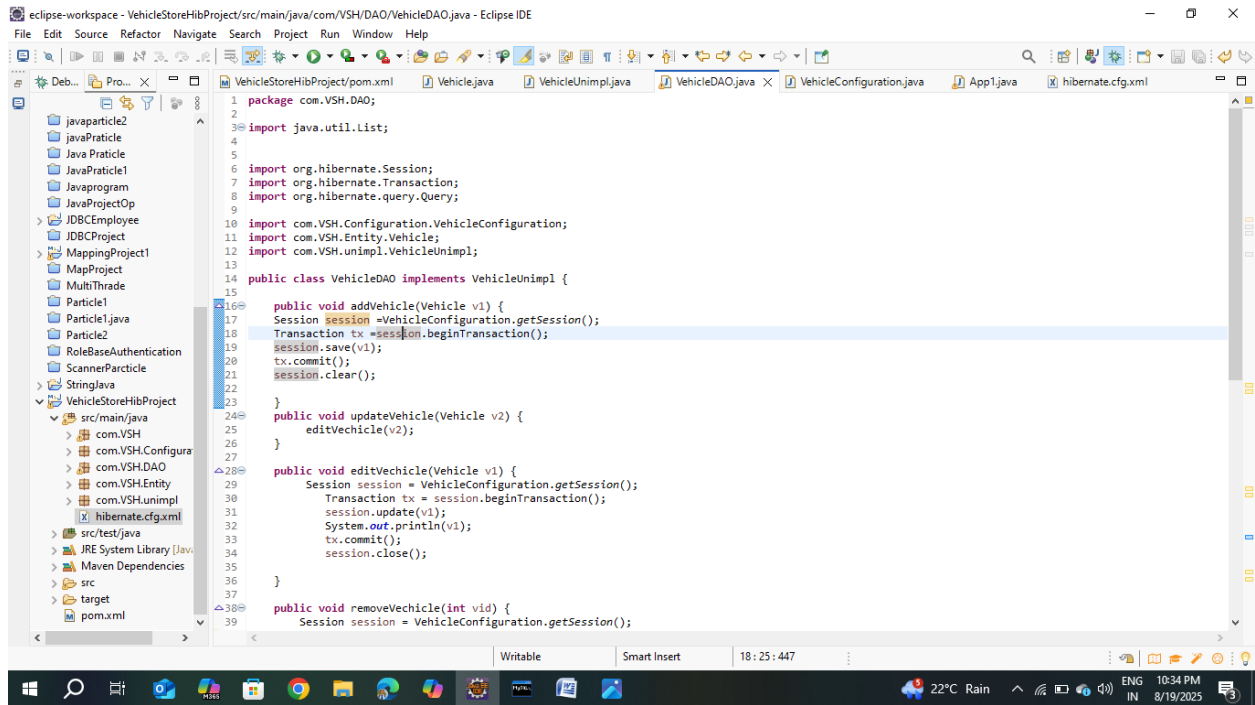 eclipse-workspace - VehicleStoreHibProject/src/main/java/com/VSH/DAO/VehicleDAO.java - Eclipse IDE
File Edit Source Refactor Navigate Search Project Run Window Help
Deb... Pro... VehicleStoreHibProject/pom.xml Vehicle.java VehicleUnimpl.java VehicleDAO.java VehicleConfiguration.java App1.java hibernate.cfg.xml
javaparticle2
javaPraticle
Java Praticle
JavaPraticle1
Javaprogram
JavaProjectOp
JDBCEmployee
JDBCProject
MappingProject1
MapProject
MultiThrade
Particle1
Particle1.java
Particle2
RoleBaseAuthentication
ScannerParcticle
StringJava
VehicleStoreHibProject
src/main/java
com.VSH
com.VSH.Configura
com.VSH.DAO
com.VSH.Entity
com.VSH.unimpl
hibernate.cfg.xml
src/test/java
JRE System Library [Java
Maven Dependencies
src
target
pom.xml
1 package com.VSH.DAO;
2
3 import java.util.List;
4
5
6 import org.hibernate.Session;
7 import org.hibernate.Transaction;
8 import org.hibernate.query.Query;
9
10 import com.VSH.Configuration.VehicleConfiguration;
11 import com.VSH.Entity.Vehicle;
12 import com.VSH.unimpl.VehicleUnimpl;
13
14 public class VehicleDAO implements VehicleUnimpl {
15
16 public void addVehicle(Vehicle v1) {
17 Session session =VehicleConfiguration.getSession();
18 Transaction tx =session.beginTransaction();
19 session.save(v1);
20 tx.commit();
21 session.clear();
22
23 }
24 public void updateVehicle(Vehicle v2) {
25 editVechicle(v2);
26 }
27
28 public void editVechicle(Vehicle v1) {
29 Session session = VehicleConfiguration.getSession();
30 Transaction tx = session.beginTransaction();
31 session.update(v1);
32 System.out.println(v1);
33 tx.commit();
34 session.close();
35
36 }
37
38 public void removeVechicle(int vid) {
39 Session session = VehicleConfiguration.getSession();
Writable Smart Insert 18 : 25 : 447
22°C Rain ENG 10:34 PM
IN 8/19/2025